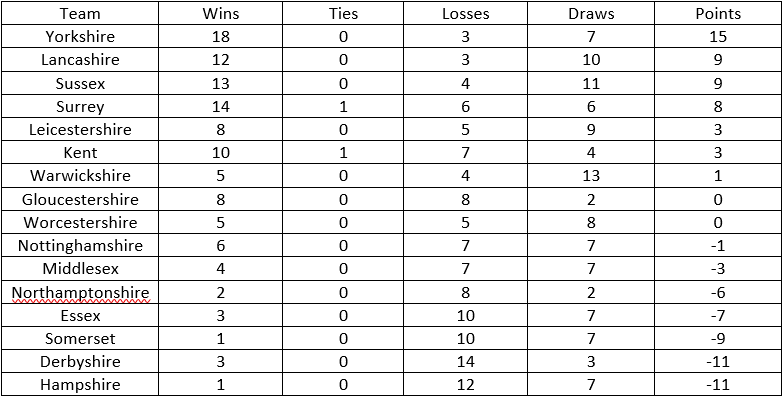 Team Wins Ties Losses Draws Points
Yorkshire 18 0 3 7 15
Lancashire 12 0 3 10 9
Sussex 13 0 4 11 9
Surrey 14 1 6 6 8
Leicestershire 8 0 5 9 3
Kent 10 1 7 4 3
Warwickshire 5 0 4 13 1
Gloucestershire 8 0 8 2 0
Worcestershire 5 0 5 8 0
Nottinghamshire 6 0 7 7 -1
Middlesex 4 0 7 7 -3
Northamptonshire 2 0 8 2 -6
Essex 3 0 10 7 -7
Somerset 1 0 10 7 -9
Derbyshire 3 0 14 3 -11
Hampshire 1 0 12 7 -11